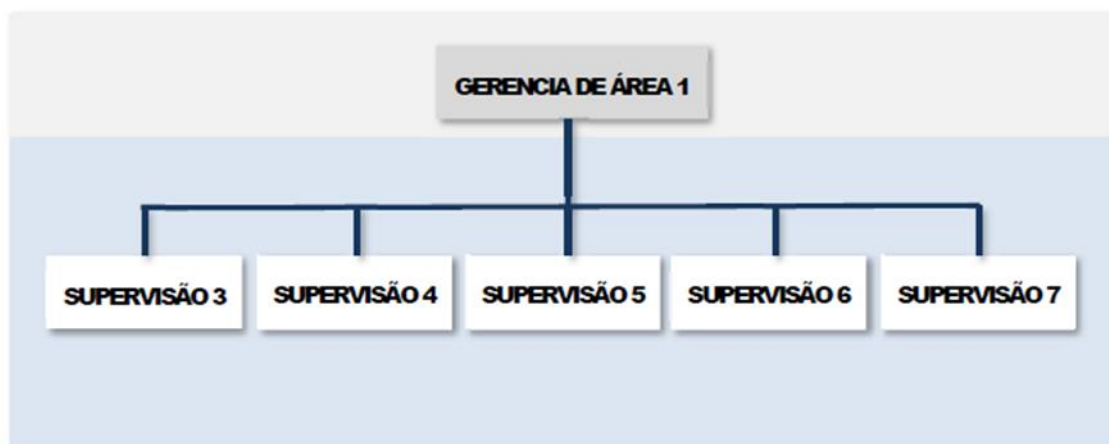 GERENCIA DE ÁREA 1
SUPERVISÃO 3
SUPERVISÃO 4
SUPERVISÃO 5
SUPERVISÃO 6
SUPERVISÃO 7